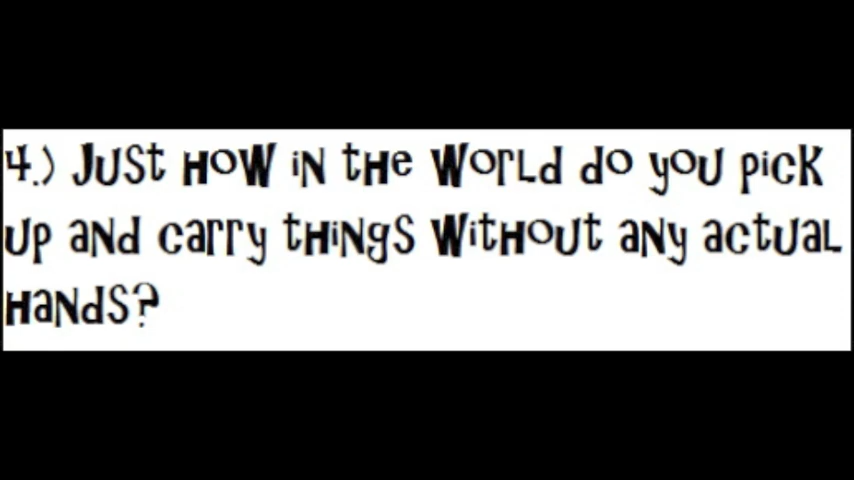 4.) Just how in the world do you pick
up and carry things without any actual
hands?